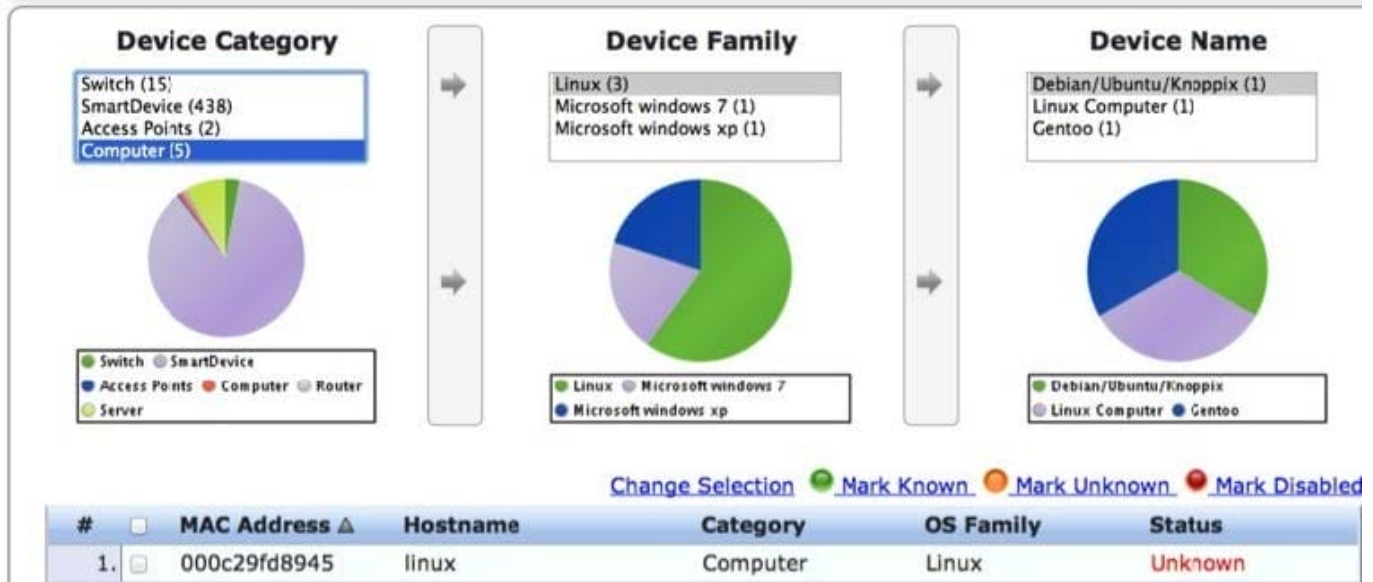 Device Category
Device Family
Device Name
Switch (15)
SmartDevice (438)
Access Points (2)
Computer (5)
Linux (3)
Microsoft windows 7 (1)
Microsoft windows xp (1)
Debian/Ubuntu/Knoppix (1)
Linux Computer (1)
Gentoo (1)
Switch SmartDevice
Access Points Computer Router
Server
Linux Microsoft windows 7
Microsoft windows xp
Debian/Ubuntu/Knoppix
Linux Computer Gentoo
Change Selection Mark Known Mark Unknown Mark Disabled
# MAC Address Hostname Category OS Family Status
1. 000c29fd8945 linux Computer Linux Unknown